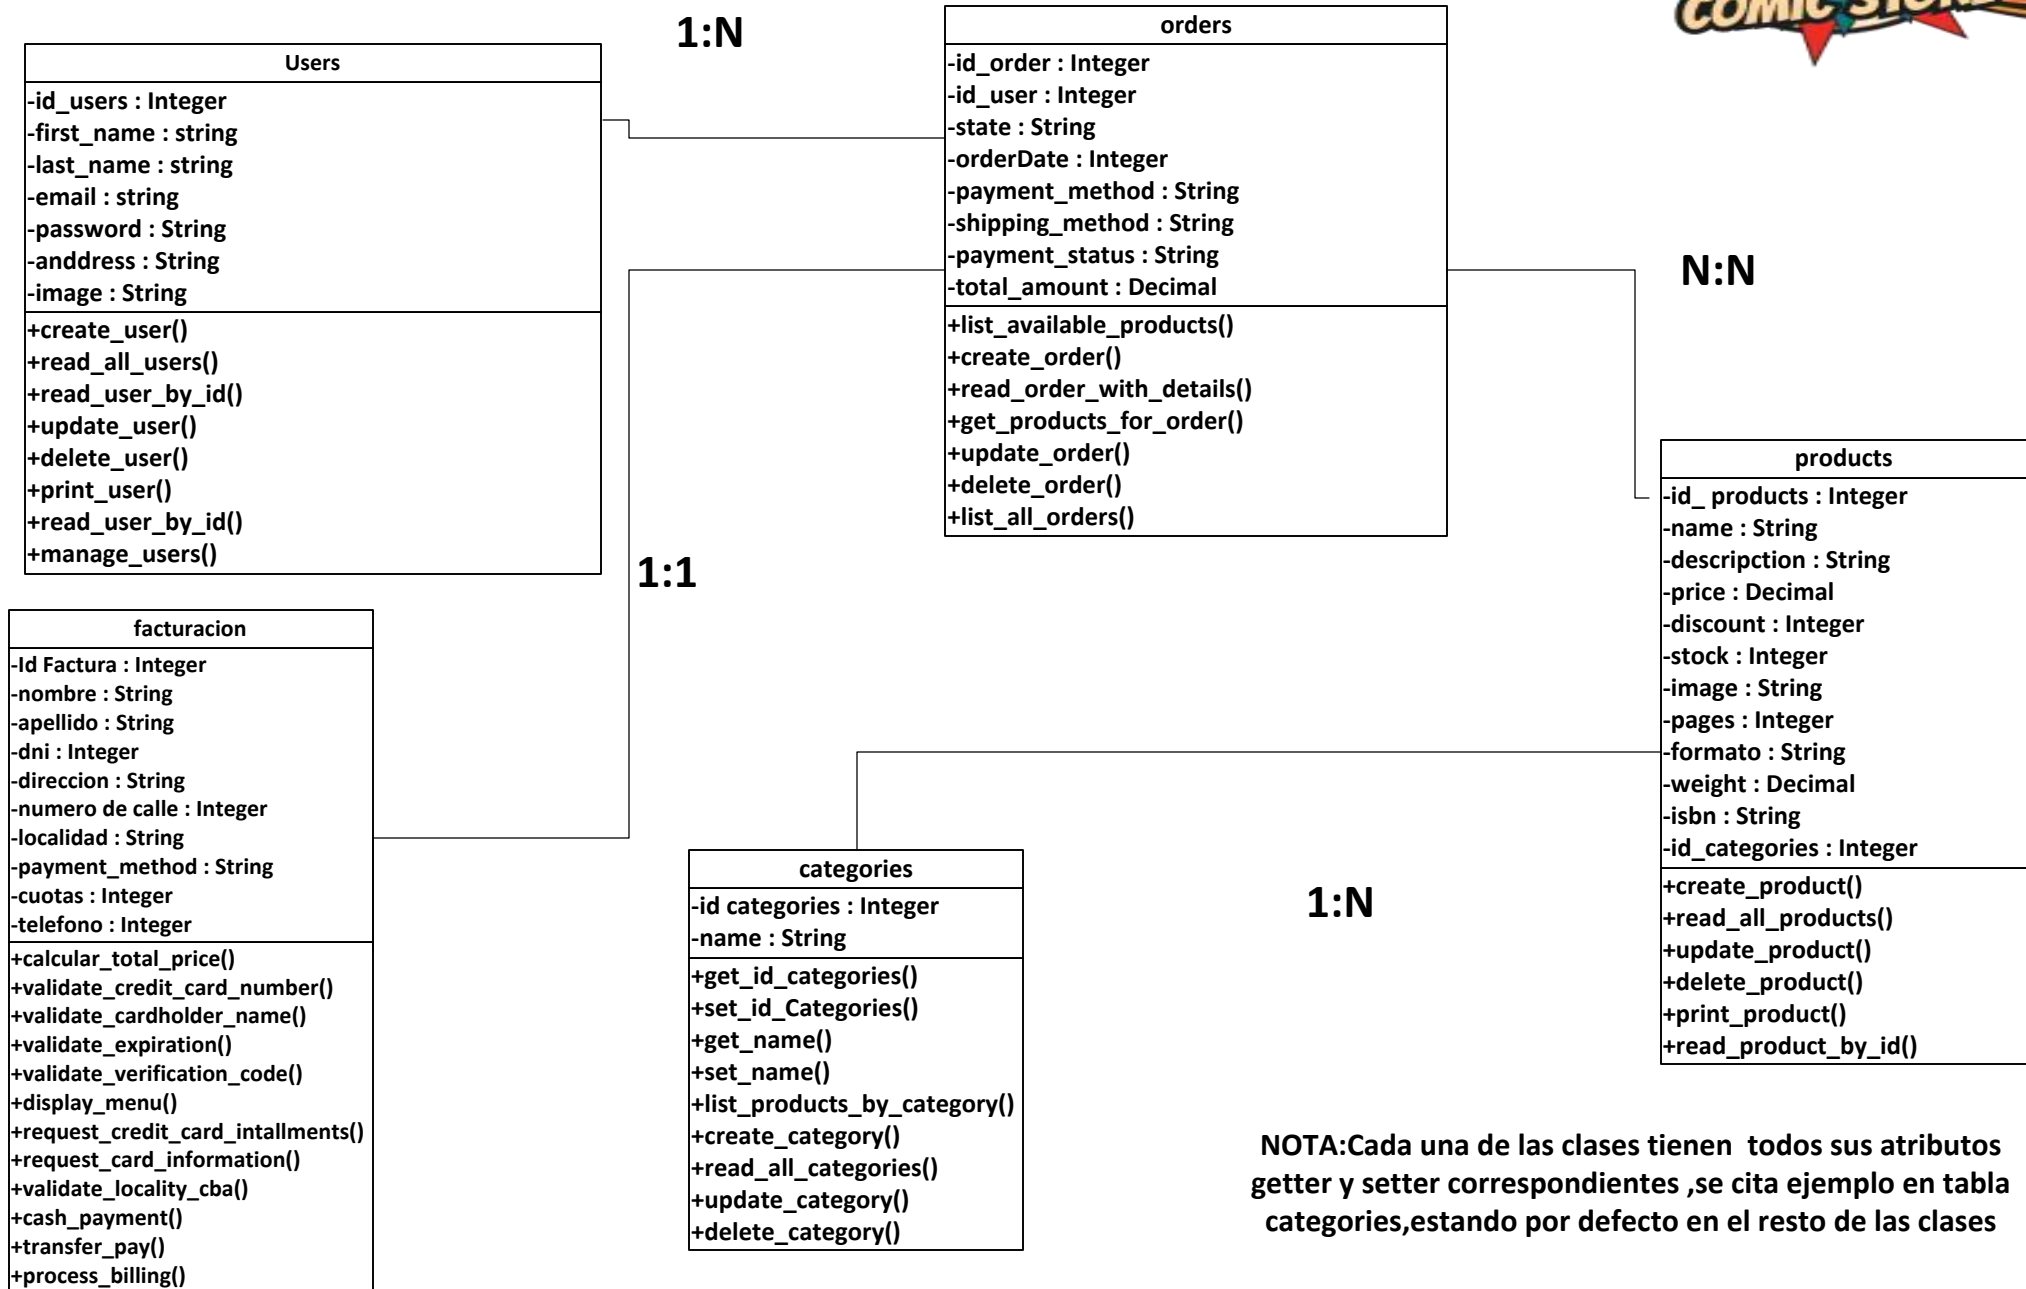 COMIC STORE
1:N
Users
-id_users : Integer
-first_name : string
-last_name : string
-email : string
-password : String
-anddress : String
-image : String
+create_user()
+read_all_users()
+read_user_by_id()
+update_user()
+delete_user()
+print_user()
+read_user_by_id()
+manage_users()
orders
-id_order : Integer
-id_user : Integer
-state : String
-orderDate : Integer
-payment_method : String
-shipping_method : String
-payment_status : String
-total_amount : Decimal
+list_available_products()
+create_order()
+read_order_with_details()
+get_products_for_order()
+update_order()
+delete_order()
+list_all_orders()
N:N
1:1
facturacion
-Id Factura : Integer
-nombre : String
-apellido : String
-dni : Integer
-direccion : String
-numero de calle : Integer
-localidad : String
-payment_method : String
-cuotas : Integer
-telefono : Integer
+calcular_total_price()
+validate_credit_card_number()
+validate_cardholder_name()
+validate_expiration()
+validate_verification_code()
+display_menu()
+request_credit_card_intallments()
+request_card_information()
+validate_locality_cba()
+cash_payment()
+transfer_pay()
+process_billing()
categories
-id categories : Integer
-name : String
+get_id_categories()
+set_id_Categories()
+get_name()
+set_name()
+list_products_by_category()
+create_category()
+read_all_categories()
+update_category()
+delete_category()
1:N
products
-id_ products : Integer
-name : String
-descripction : String
-price : Decimal
-discount : Integer
-stock : Integer
-image : String
-pages : Integer
-formato : String
-weight : Decimal
-isbn : String
-id_categories : Integer
+create_product()
+read_all_products()
+update_product()
+delete_product()
+print_product()
+read_product_by_id()
NOTA:Cada una de las clases tienen  todos sus atributos
getter y setter correspondientes ,se cita ejemplo en tabla
categories,estando por defecto en el resto de las clases